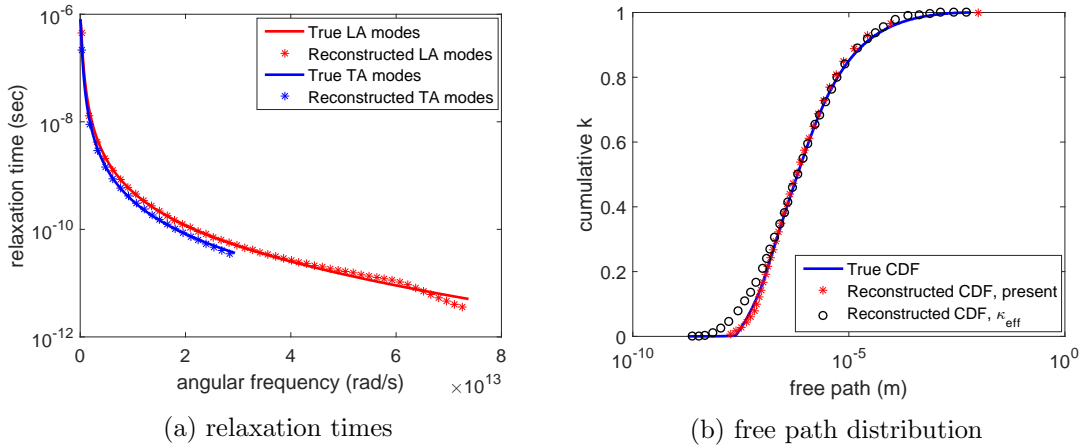 10^-6
10^-8
10^-10
10^-12
relaxation time (sec)
True LA modes
Reconstructed LA modes
True TA modes
Reconstructed TA modes
0 2 4 6 8
×10^13
angular frequency (rad/s)
(a) relaxation times
1
0.8
0.6
0.4
0.2
0
cumulative k
True CDF
Reconstructed CDF, present
Reconstructed CDF, κ_eff
10^-10 10^-5 10^0
free path (m)
(b) free path distribution